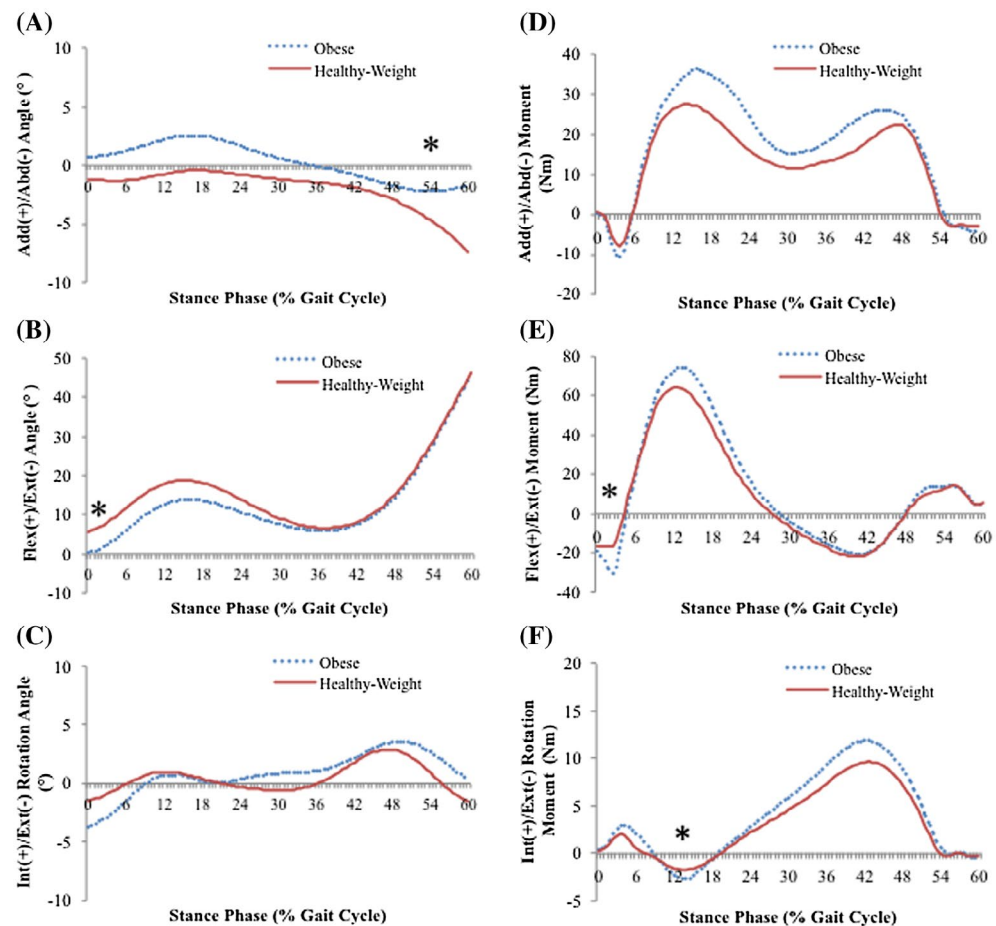 (A)
10
5
0
-5
-10
Add(+)/Abd(-) Angle (°)
Obese
Healthy-Weight
*
0 6 12 18 24 30 36 42 48 54 60
Stance Phase (% Gait Cycle)
(B)
50
40
30
20
10
0
-10
Flex(+)/Ext(-) Angle (°)
Obese
Healthy-Weight
*
0 6 12 18 24 30 36 42 48 54 60
Stance Phase (% Gait Cycle)
(C)
10
5
0
-5
-10
Int(+)/Ext(-) Rotation Angle
(°)
Obese
Healthy-Weight
0 6 12 18 24 30 36 42 48 54 60
Stance Phase (% Gait Cycle)
(D)
40
30
20
10
0
-10
-20
Add(+)/Abd(-) Moment
(Nm)
Obese
Healthy-Weight
0 6 12 18 24 30 36 42 48 54 60
Stance Phase (% Gait Cycle)
(E)
80
60
40
20
0
-20
-40
Flex(+)/Ext(-) Moment (Nm)
Obese
Healthy-Weight
*
0 6 12 18 24 30 36 42 48 54 60
Stance Phase (% Gait Cycle)
(F)
20
15
10
5
0
-5
Int(+)/Ext(-) Rotation
Moment (Nm)
Obese
Healthy-Weight
*
0 6 12 18 24 30 36 42 48 54 60
Stance Phase (% Gait Cycle)